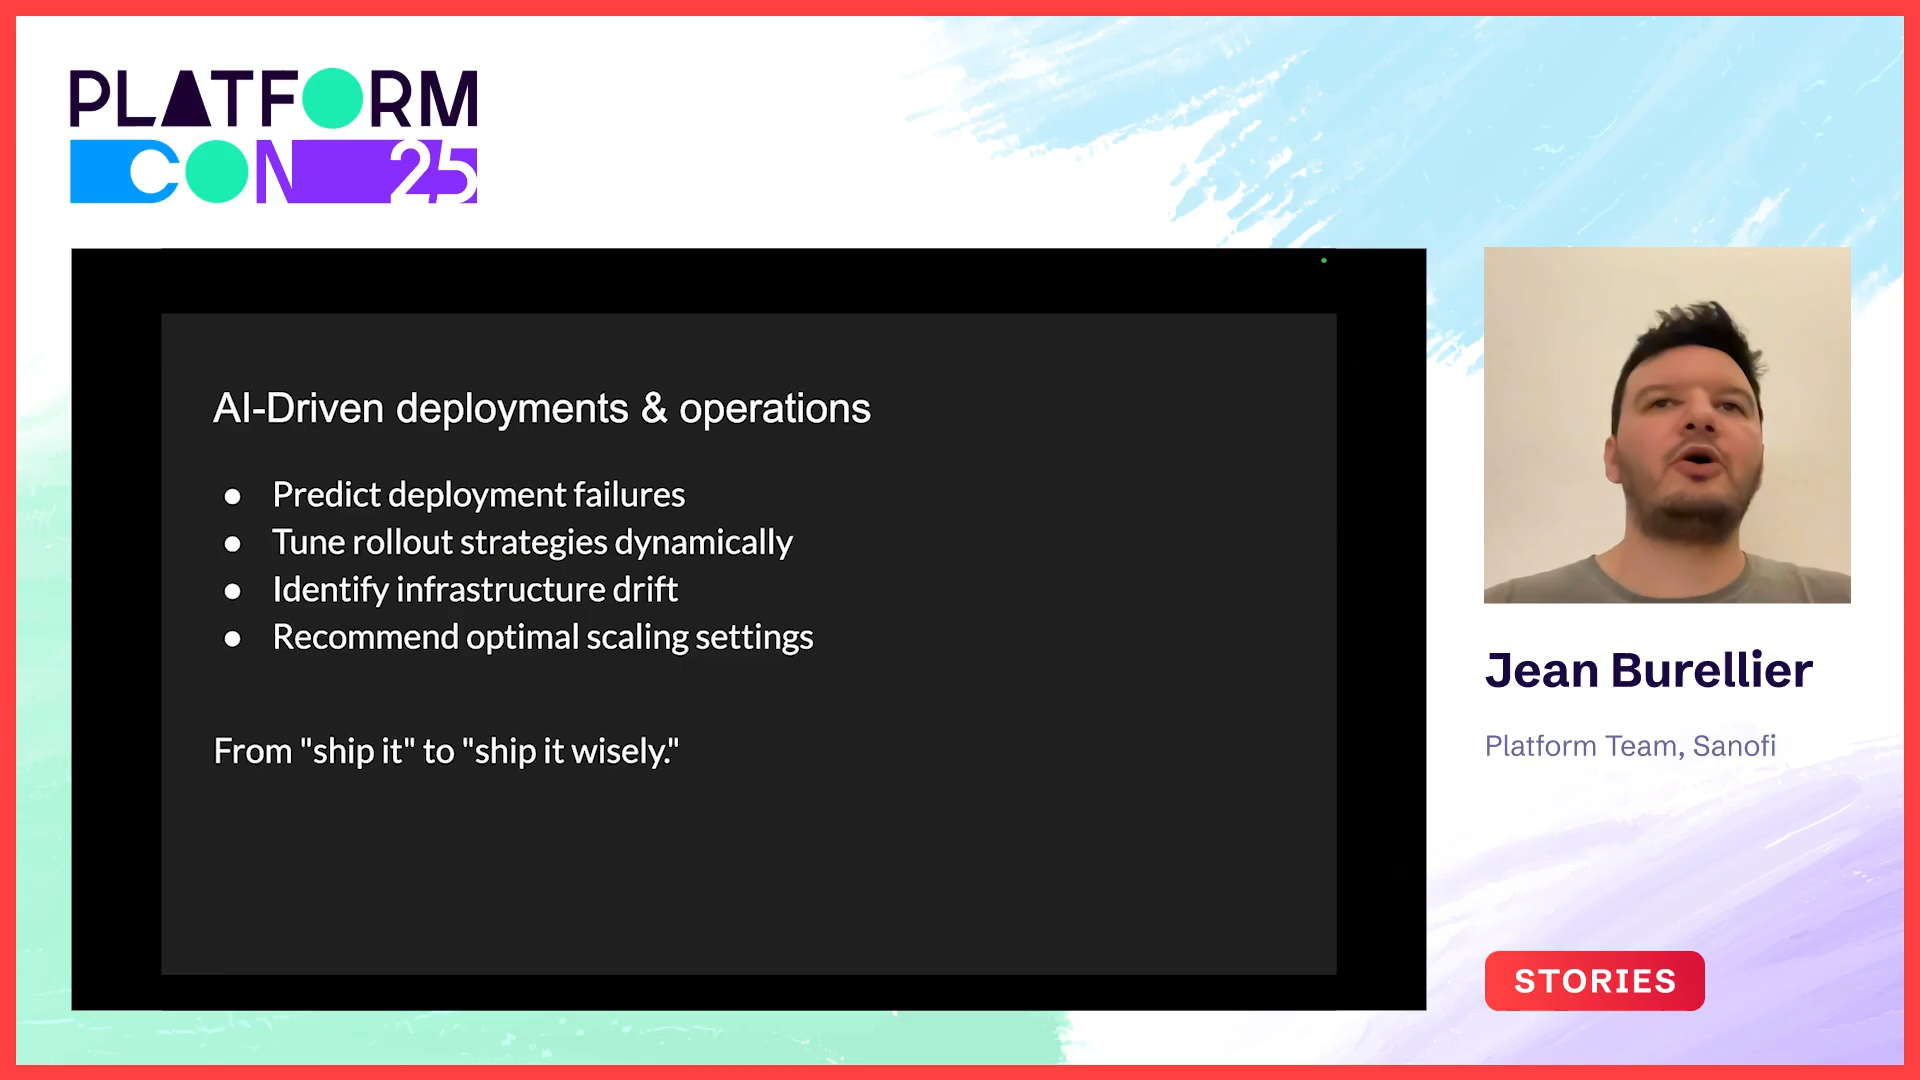 PLATFORM
CON 25
AI-Driven deployments & operations
● Predict deployment failures
● Tune rollout strategies dynamically
● Identify infrastructure drift
● Recommend optimal scaling settings
From "ship it" to "ship it wisely."
Jean Burellier
Platform Team, Sanofi
STORIES